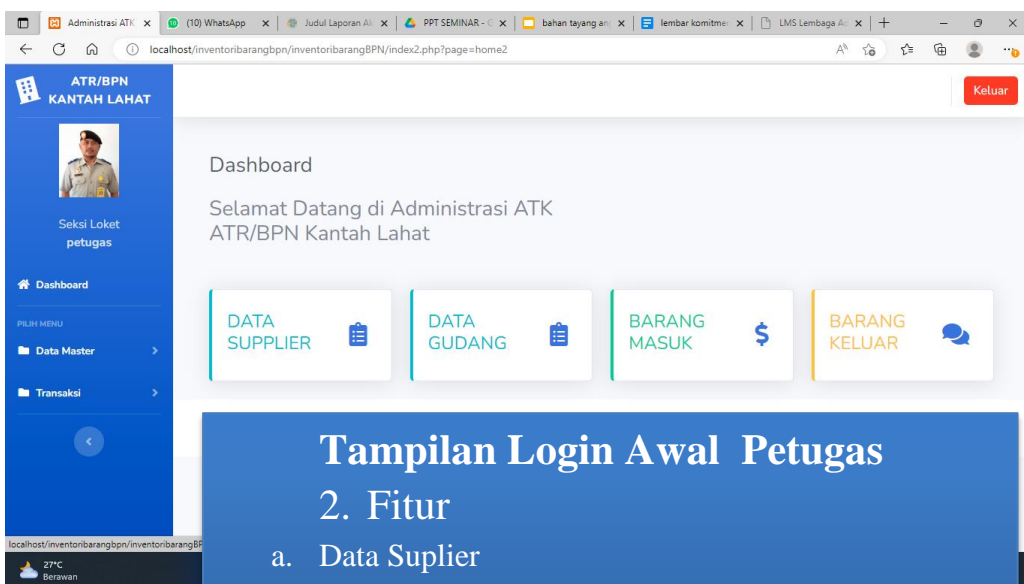 Administrasi ATK
(10) WhatsApp
Judul Laporan Ak
PPT SEMINAR - G
bahan tayang an
lembar komitmen
LMS Lembaga Ad
localhost/inventoribarangbpn/inventoribarangBPN/index2.php?page=home2
ATR/BPN
KANTAH LAHAT
Keluar
Seksi Loket
petugas
Dashboard
PILIH MENU
Data Master
Transaksi
Dashboard
Selamat Datang di Administrasi ATK
ATR/BPN Kantah Lahat
DATA
SUPPLIER
DATA
GUDANG
BARANG
MASUK
BARANG
KELUAR
Tampilan Login Awal Petugas
2. Fitur
a. Data Suplier
localhost/inventoribarangbpn/inventoribarangBP
27°C
Berawan